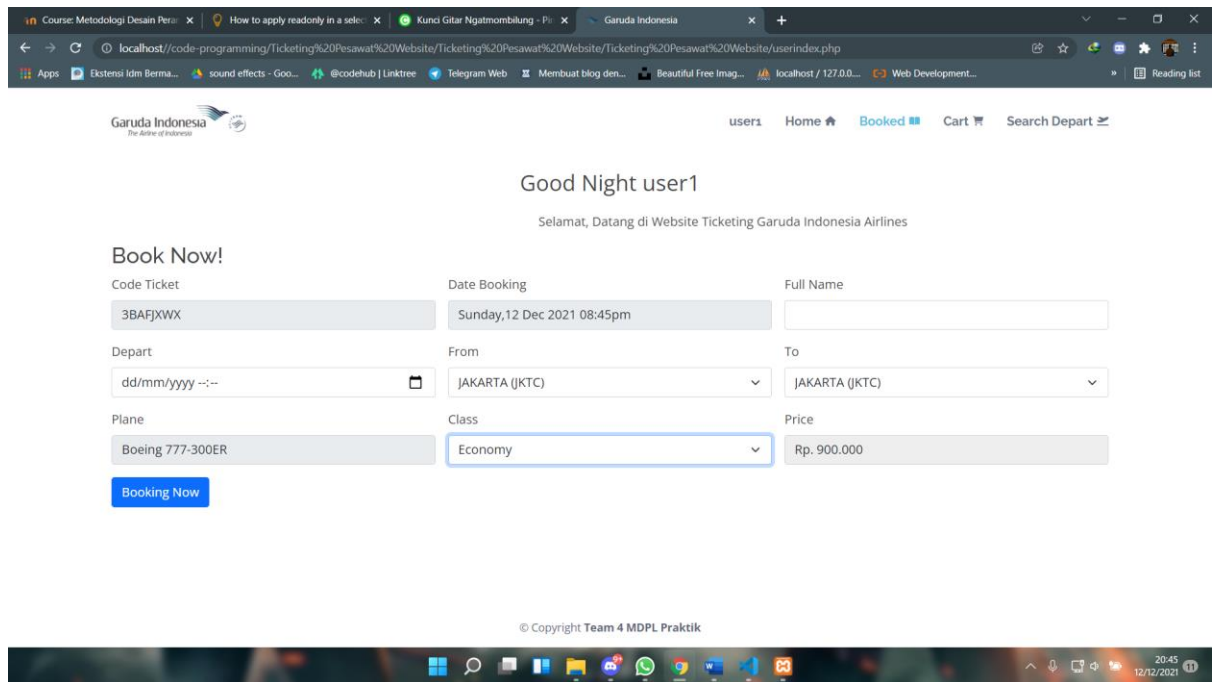 Course: Metodologi Desain Peran
How to apply readonly in a selec
Kunci Gitar Ngatmombilung - Pi
Garuda Indonesia
localhost//code-programming/Ticketing%20Pesawat%20Website/Ticketing%20Pesawat%20Website/Ticketing%20Pesawat%20Website/userindex.php
Apps Ekstensi Idm Berma... sound effects - Goo... @codehub | Linktree Telegram Web Membuat blog den... Beautiful Free Imag... localhost / 127.0.0... Web Development... » Reading list
Garuda Indonesia
The Airline of Indonesia
user1 Home Booked Cart Search Depart
Good Night user1
Selamat, Datang di Website Ticketing Garuda Indonesia Airlines
Book Now!
Code Ticket Date Booking Full Name
3BAFJXWX Sunday,12 Dec 2021 08:45pm
Depart From To
dd/mm/yyyy --:-- JAKARTA (JKTC) JAKARTA (JKTC)
Plane Class Price
Boeing 777-300ER Economy Rp. 900.000
Booking Now
© Copyright Team 4 MDPL Praktik
20:45
12/12/2021 11